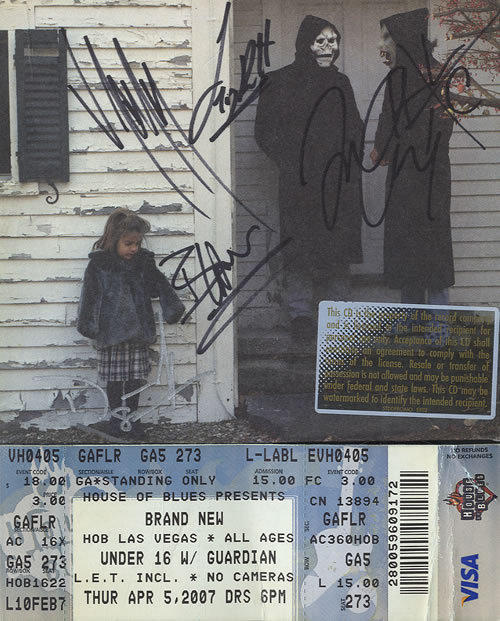 This CD is the property of the record company
and is licensed to the intended recipient for
use only. Acceptance of this CD shall
an agreement to comply with the
of the license. Resale or transfer of
possession is not allowed and may be punishable
under federal and state laws. This CD may be
watermarked to identify the intended recipient.
VH0405 GAFLR GA5 273 L-LABL EVH0405
EVENT CODE SECTION/AISLE ROW/BOX SEAT ADMISSION EVENT CODE
$ 18.00 GA*STANDING ONLY 15.00 FC 3.00
3.00 HOUSE OF BLUES PRESENTS CN 13894
GAFLR BRAND NEW GAFLR
AC 16X HOB LAS VEGAS * ALL AGES AC360HOB
GA5 273 UNDER 16 W/ GUARDIAN GA5
HOB1622 L.E.T. INCL. * NO CAMERAS L 15.00
L10FEB7 THUR APR 5,2007 DRS 6PM SEAT 273
280059609172
NO REFUNDS
NO EXCHANGES
HOUSE
OF
BLUES
VISA